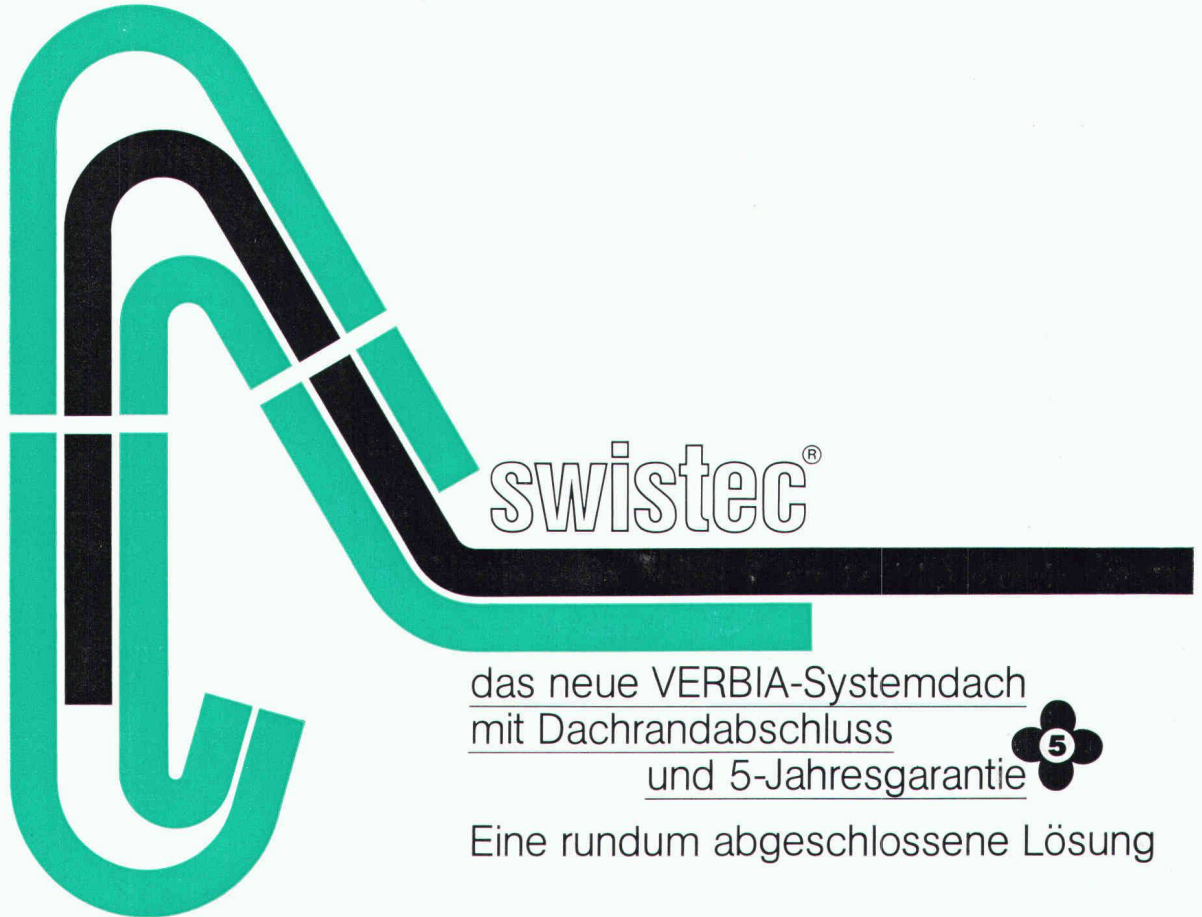 swistec®
das neue VERBIA-Systemdach
mit Dachrandabschluss
und 5-Jahresgarantie 5
Eine rundum abgeschlossene Lösung